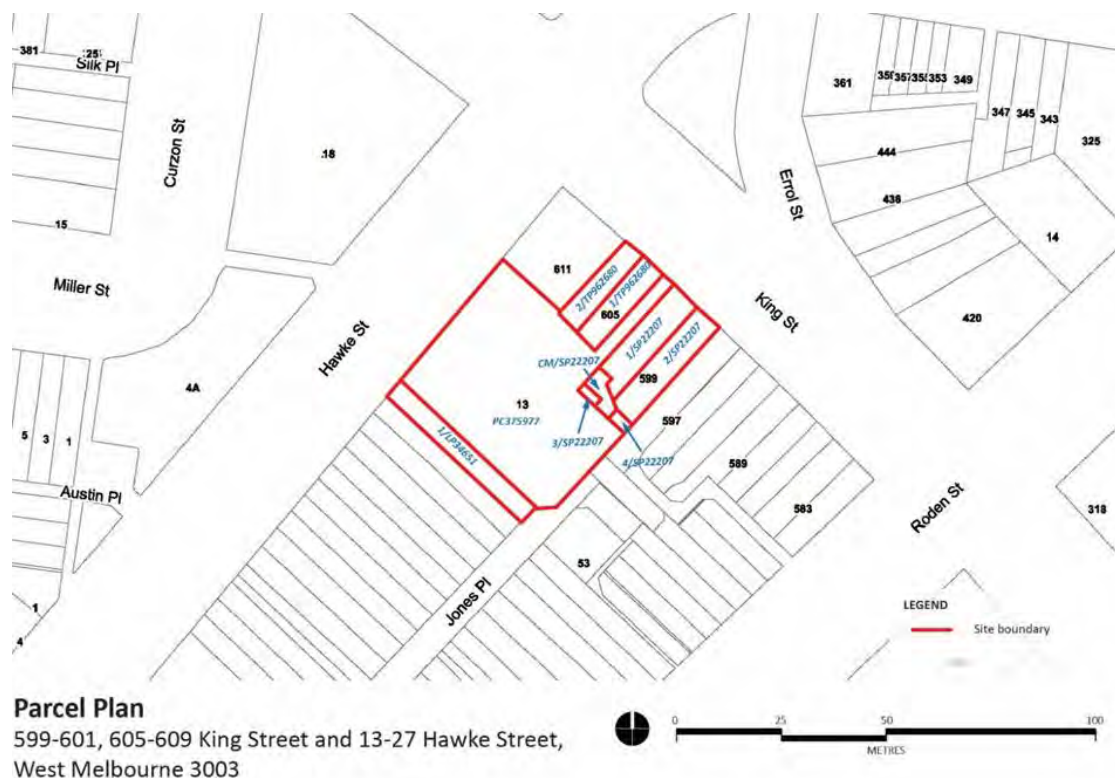 381
25
Silk Pl
361
359
357
355
353
349
347
345
343
325
Curzon St
18
444
436
Errol St
14
15
Miller St
611
2/TP962680
1/TP962680
605
King St
420
Hawke St
1/SP22207
2/SP22207
CM/SP22207
599
4A
13
PC375977
3/SP22207
4/SP22207
597
1/LP34651
5
3
1
589
Austin Pl
583
Roden St
318
53
Jones Pl
1
4
LEGEND
Site boundary
Parcel Plan
599-601, 605-609 King Street and 13-27 Hawke Street,
West Melbourne 3003
0 25 50 100
METRES